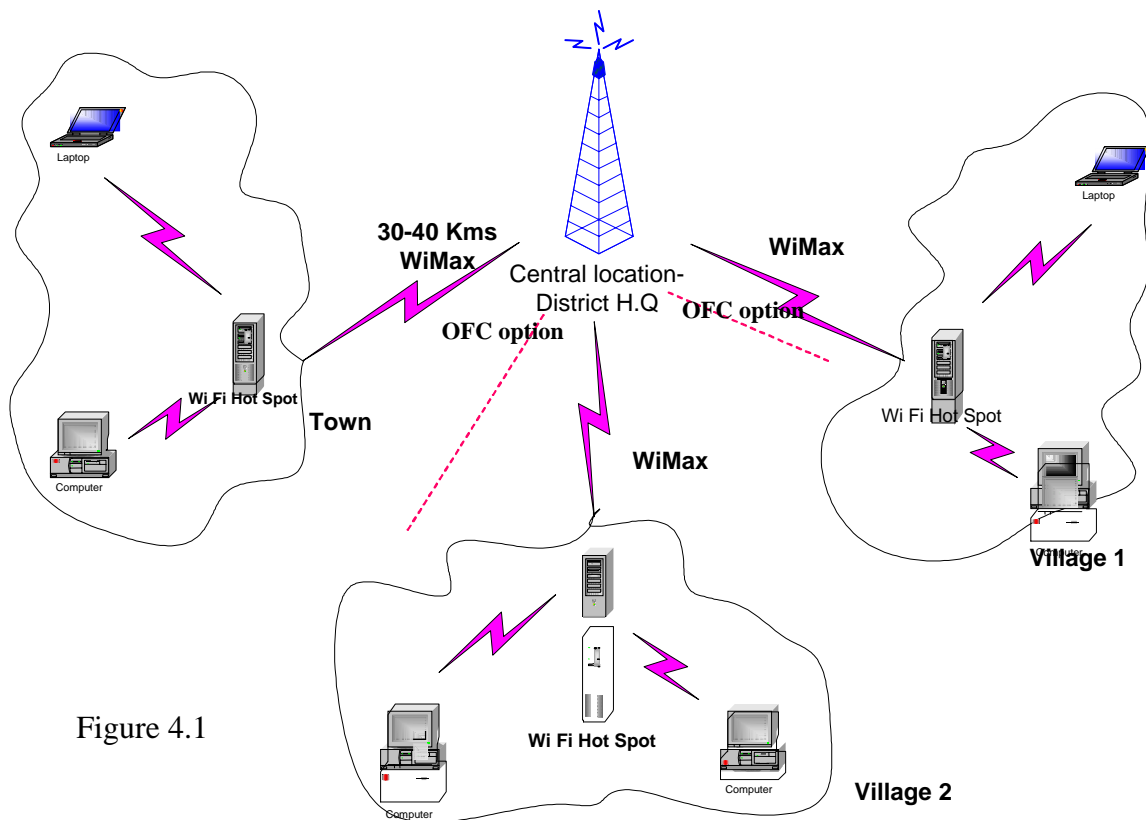 Laptop
Laptop
30-40 Kms
WiMax
WiMax
Central location-
District H.Q
OFC option
OFC option
Wi Fi Hot Spot
Town
Wi Fi Hot Spot
Computer
WiMax
Computer
Village 1
Figure 4.1
Wi Fi Hot Spot
Computer
Computer
Village 2